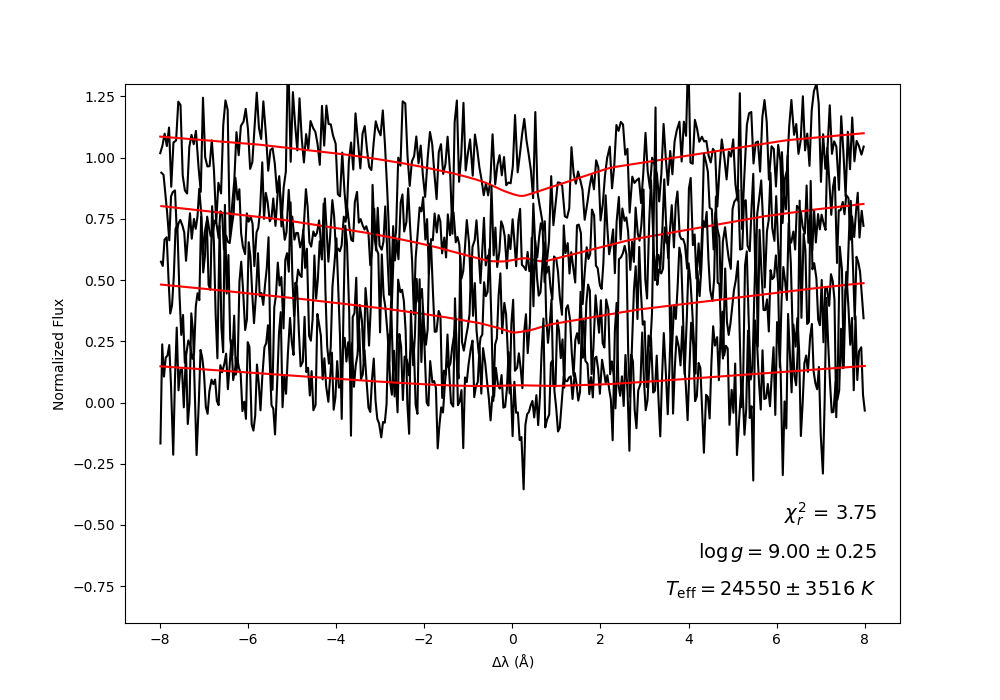 1.25
1.00
0.75
0.50
0.25
0.00
−0.25
−0.50
−0.75
Normalized Flux
χ²ᵣ = 3.75
log g = 9.00 ± 0.25
T_eff = 24550 ± 3516 K
−8 −6 −4 −2 0 2 4 6 8
Δλ (Å)